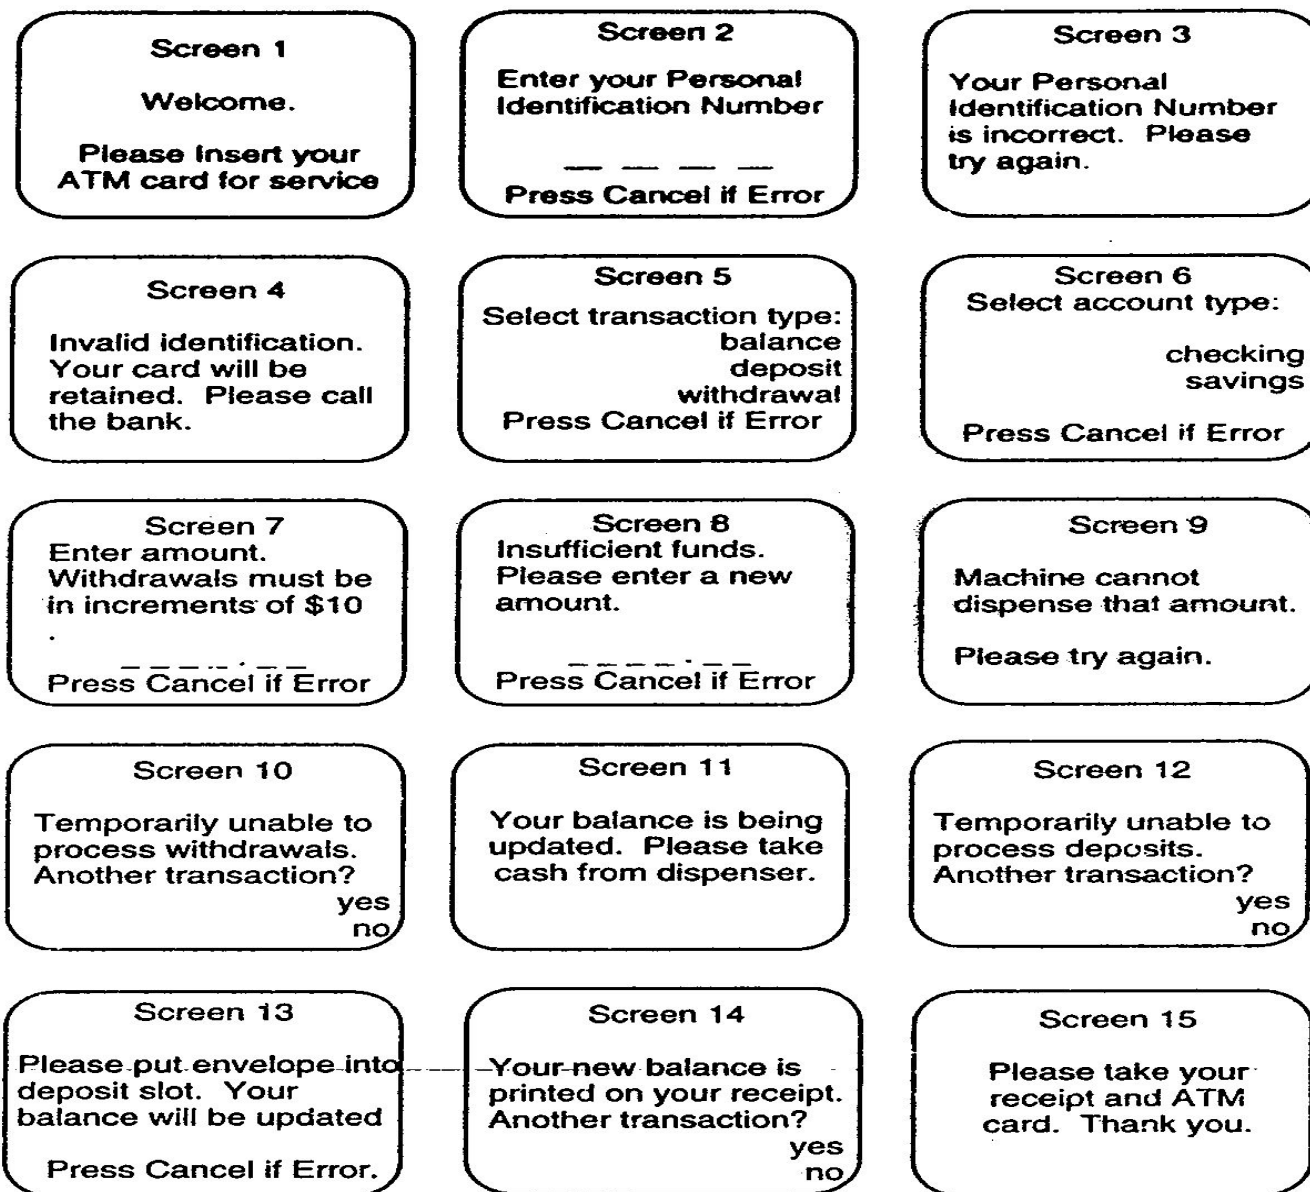 Screen 1
Welcome.
Please Insert your
ATM card for service
Screen 2
Enter your Personal
Identification Number
_ _ _ _
Press Cancel if Error
Screen 3
Your Personal
Identification Number
is incorrect. Please
try again.
Screen 4
Invalid identification.
Your card will be
retained. Please call
the bank.
Screen 5
Select transaction type:
balance
deposit
withdrawal
Press Cancel if Error
Screen 6
Select account type:
checking
savings
Press Cancel if Error
Screen 7
Enter amount.
Withdrawals must be
in increments of $10
.
_ _ _ _ . _ _
Press Cancel if Error
Screen 8
Insufficient funds.
Please enter a new
amount.
_ _ _ _ . _ _
Press Cancel if Error
Screen 9
Machine cannot
dispense that amount.
Please try again.
Screen 10
Temporarily unable to
process withdrawals.
Another transaction?
yes
no
Screen 11
Your balance is being
updated. Please take
cash from dispenser.
Screen 12
Temporarily unable to
process deposits.
Another transaction?
yes
no
Screen 13
Please put envelope into
deposit slot. Your
balance will be updated
Press Cancel if Error.
Screen 14
Your new balance is
printed on your receipt.
Another transaction?
yes
no
Screen 15
Please take your
receipt and ATM
card. Thank you.